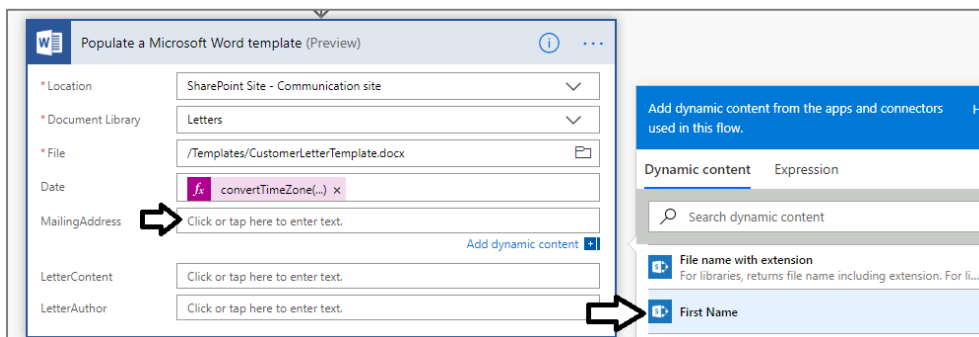 Populate a Microsoft Word template (Preview)
* Location
SharePoint Site - Communication site
* Document Library
Letters
* File
/Templates/CustomerLetterTemplate.docx
Date
fx convertTimeZone(...) ×
MailingAddress
Click or tap here to enter text.
Add dynamic content
LetterContent
Click or tap here to enter text.
LetterAuthor
Click or tap here to enter text.
Add dynamic content from the apps and connectors
used in this flow.
Dynamic content Expression
Search dynamic content
File name with extension
For libraries, returns file name including extension. For li...
First Name